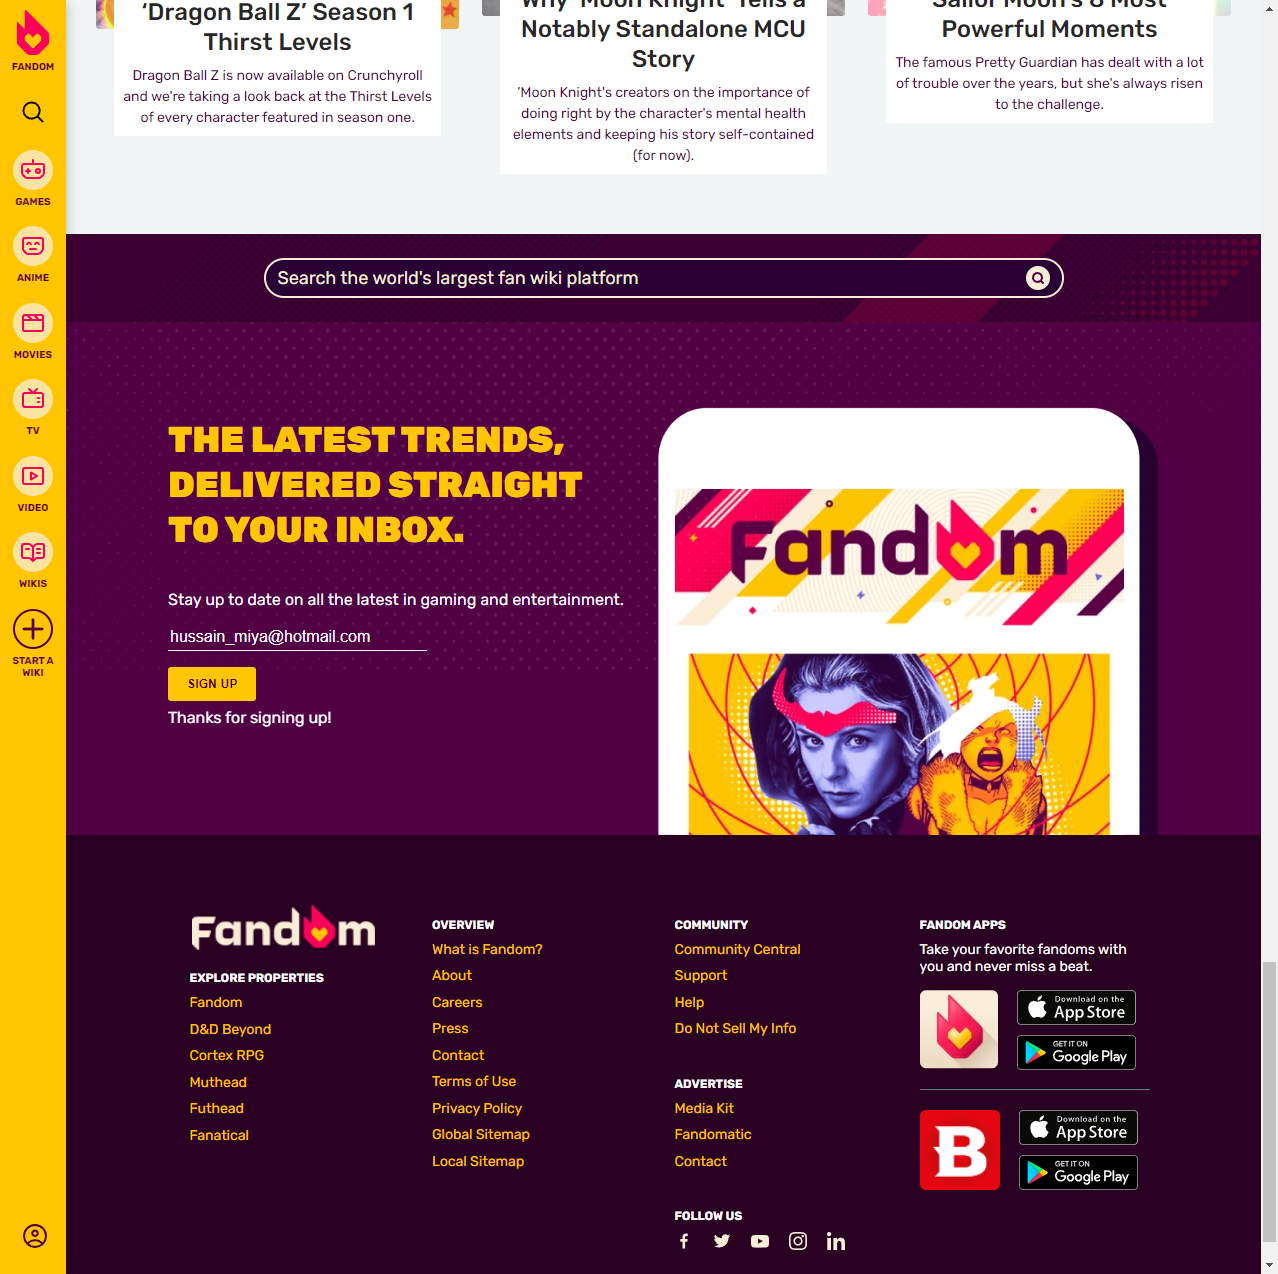 FANDOM
GAMES
ANIME
MOVIES
TV
VIDEO
WIKIS
START A
WIKI
‘Dragon Ball Z’ Season 1
Thirst Levels
Dragon Ball Z is now available on Crunchyroll
and we're taking a look back at the Thirst Levels
of every character featured in season one.
Why 'Moon Knight' Tells a
Notably Standalone MCU
Story
'Moon Knight's creators on the importance of
doing right by the character's mental health
elements and keeping his story self-contained
(for now).
Sailor Moon's 8 Most
Powerful Moments
The famous Pretty Guardian has dealt with a lot
of trouble over the years, but she's always risen
to the challenge.
Search the world's largest fan wiki platform
THE LATEST TRENDS,
DELIVERED STRAIGHT
TO YOUR INBOX.
Stay up to date on all the latest in gaming and entertainment.
hussain_miya@hotmail.com
SIGN UP
Thanks for signing up!
Fandom
Fandom
EXPLORE PROPERTIES
Fandom
D&D Beyond
Cortex RPG
Muthead
Futhead
Fanatical
OVERVIEW
What is Fandom?
About
Careers
Press
Contact
Terms of Use
Privacy Policy
Global Sitemap
Local Sitemap
COMMUNITY
Community Central
Support
Help
Do Not Sell My Info
ADVERTISE
Media Kit
Fandomatic
Contact
FOLLOW US
FANDOM APPS
Take your favorite fandoms with
you and never miss a beat.
Download on the
App Store
GET IT ON
Google Play
B
Download on the
App Store
GET IT ON
Google Play